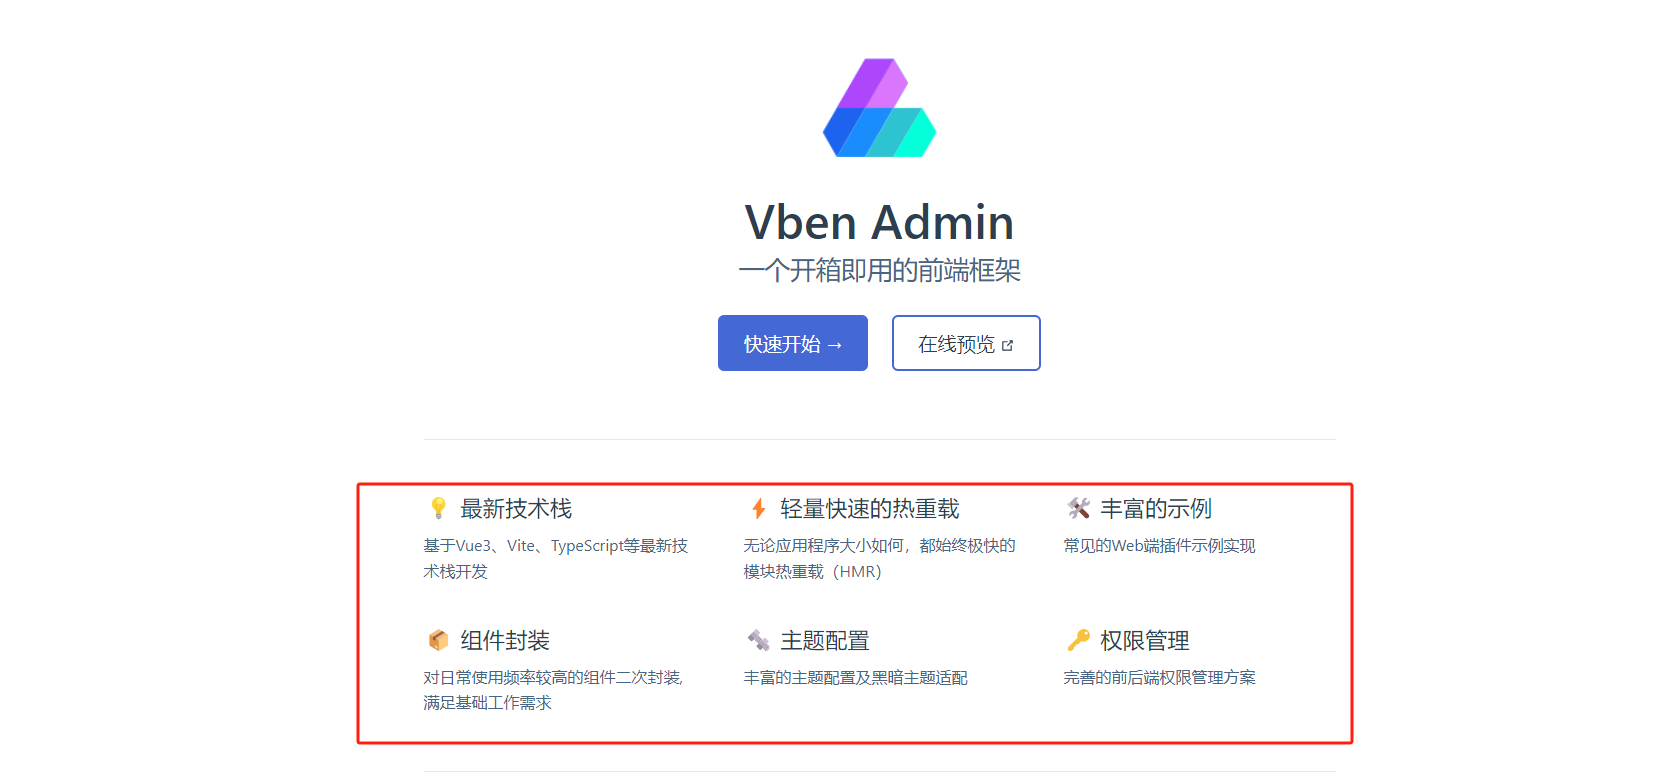 Vben Admin
一个开箱即用的前端框架
快速开始 →
在线预览
💡 最新技术栈
基于Vue3、Vite、TypeScript等最新技
术栈开发
⚡ 轻量快速的热重载
无论应用程序大小如何，都始终极快的
模块热重载（HMR）
🛠️ 丰富的示例
常见的Web端插件示例实现
📦 组件封装
对日常使用频率较高的组件二次封装,
满足基础工作需求
🔩 主题配置
丰富的主题配置及黑暗主题适配
🔑 权限管理
完善的前后端权限管理方案